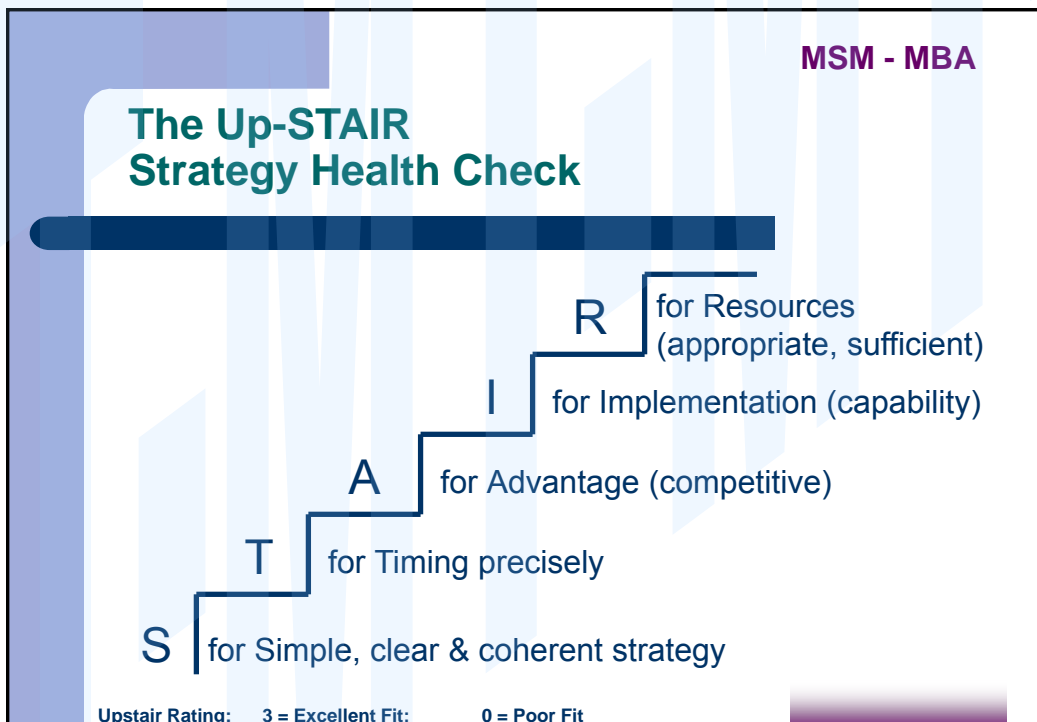 MSM - MBA
The Up-STAIR
Strategy Health Check
R for Resources
(appropriate, sufficient)
I for Implementation (capability)
A for Advantage (competitive)
T for Timing precisely
S for Simple, clear & coherent strategy
Upstair Rating: 3 = Excellent Fit; 0 = Poor Fit